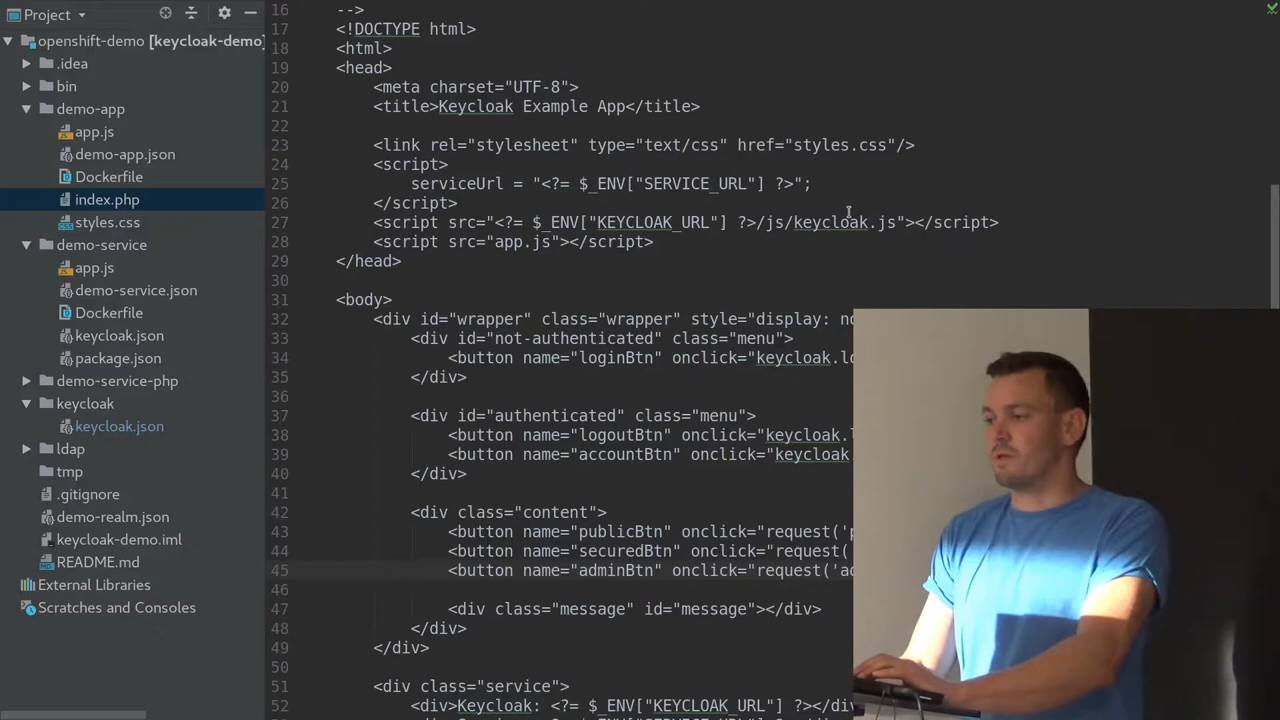 Project
openshift-demo [keycloak-demo]
.idea
bin
demo-app
app.js
demo-app.json
Dockerfile
index.php
styles.css
demo-service
app.js
demo-service.json
Dockerfile
keycloak.json
package.json
demo-service-php
keycloak
keycloak.json
ldap
tmp
.gitignore
demo-realm.json
keycloak-demo.iml
README.md
External Libraries
Scratches and Consoles
16 -->
17 <!DOCTYPE html>
18 <html>
19 <head>
20 <meta charset="UTF-8">
21 <title>Keycloak Example App</title>
22
23 <link rel="stylesheet" type="text/css" href="styles.css"/>
24 <script>
25 serviceUrl = "<?= $_ENV["SERVICE_URL"] ?>";
26 </script>
27 <script src="<?= $_ENV["KEYCLOAK_URL"] ?>/js/keycloak.js"></script>
28 <script src="app.js"></script>
29 </head>
30
31 <body>
32 <div id="wrapper" class="wrapper" style="display:
33 <div id="not-authenticated" class="menu">
34 <button name="loginBtn" onclick="keycloak.
35 </div>
36
37 <div id="authenticated" class="menu">
38 <button name="logoutBtn" onclick="keycloak.
39 <button name="accountBtn" onclick="keycloak
40 </div>
41
42 <div class="content">
43 <button name="publicBtn" onclick="request('
44 <button name="securedBtn" onclick="request(
45 <button name="adminBtn" onclick="request('
46
47 <div class="message" id="message"></div>
48 </div>
49 </div>
50
51 <div class="service">
52 <div>Keycloak: <?= $_ENV["KEYCLOAK_URL"] ?></